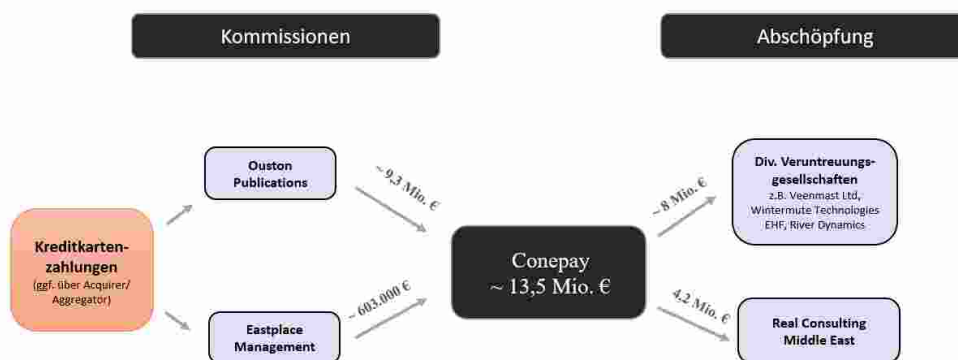 Kommissionen
Abschöpfung
Ouston
Publications
~ 9,3 Mio. €
Div. Veruntreuungs-
gesellschaften
z.B. Veenmast Ltd,
Wintermute Technologies
EHF, River Dynamics
~ 8 Mio. €
Kreditkarten-
zahlungen
(ggf. über Acquirer/
Aggregator)
Conepay
~ 13,5 Mio. €
Eastplace
Management
~ 603.000 €
4,2 Mio. €
Real Consulting
Middle East